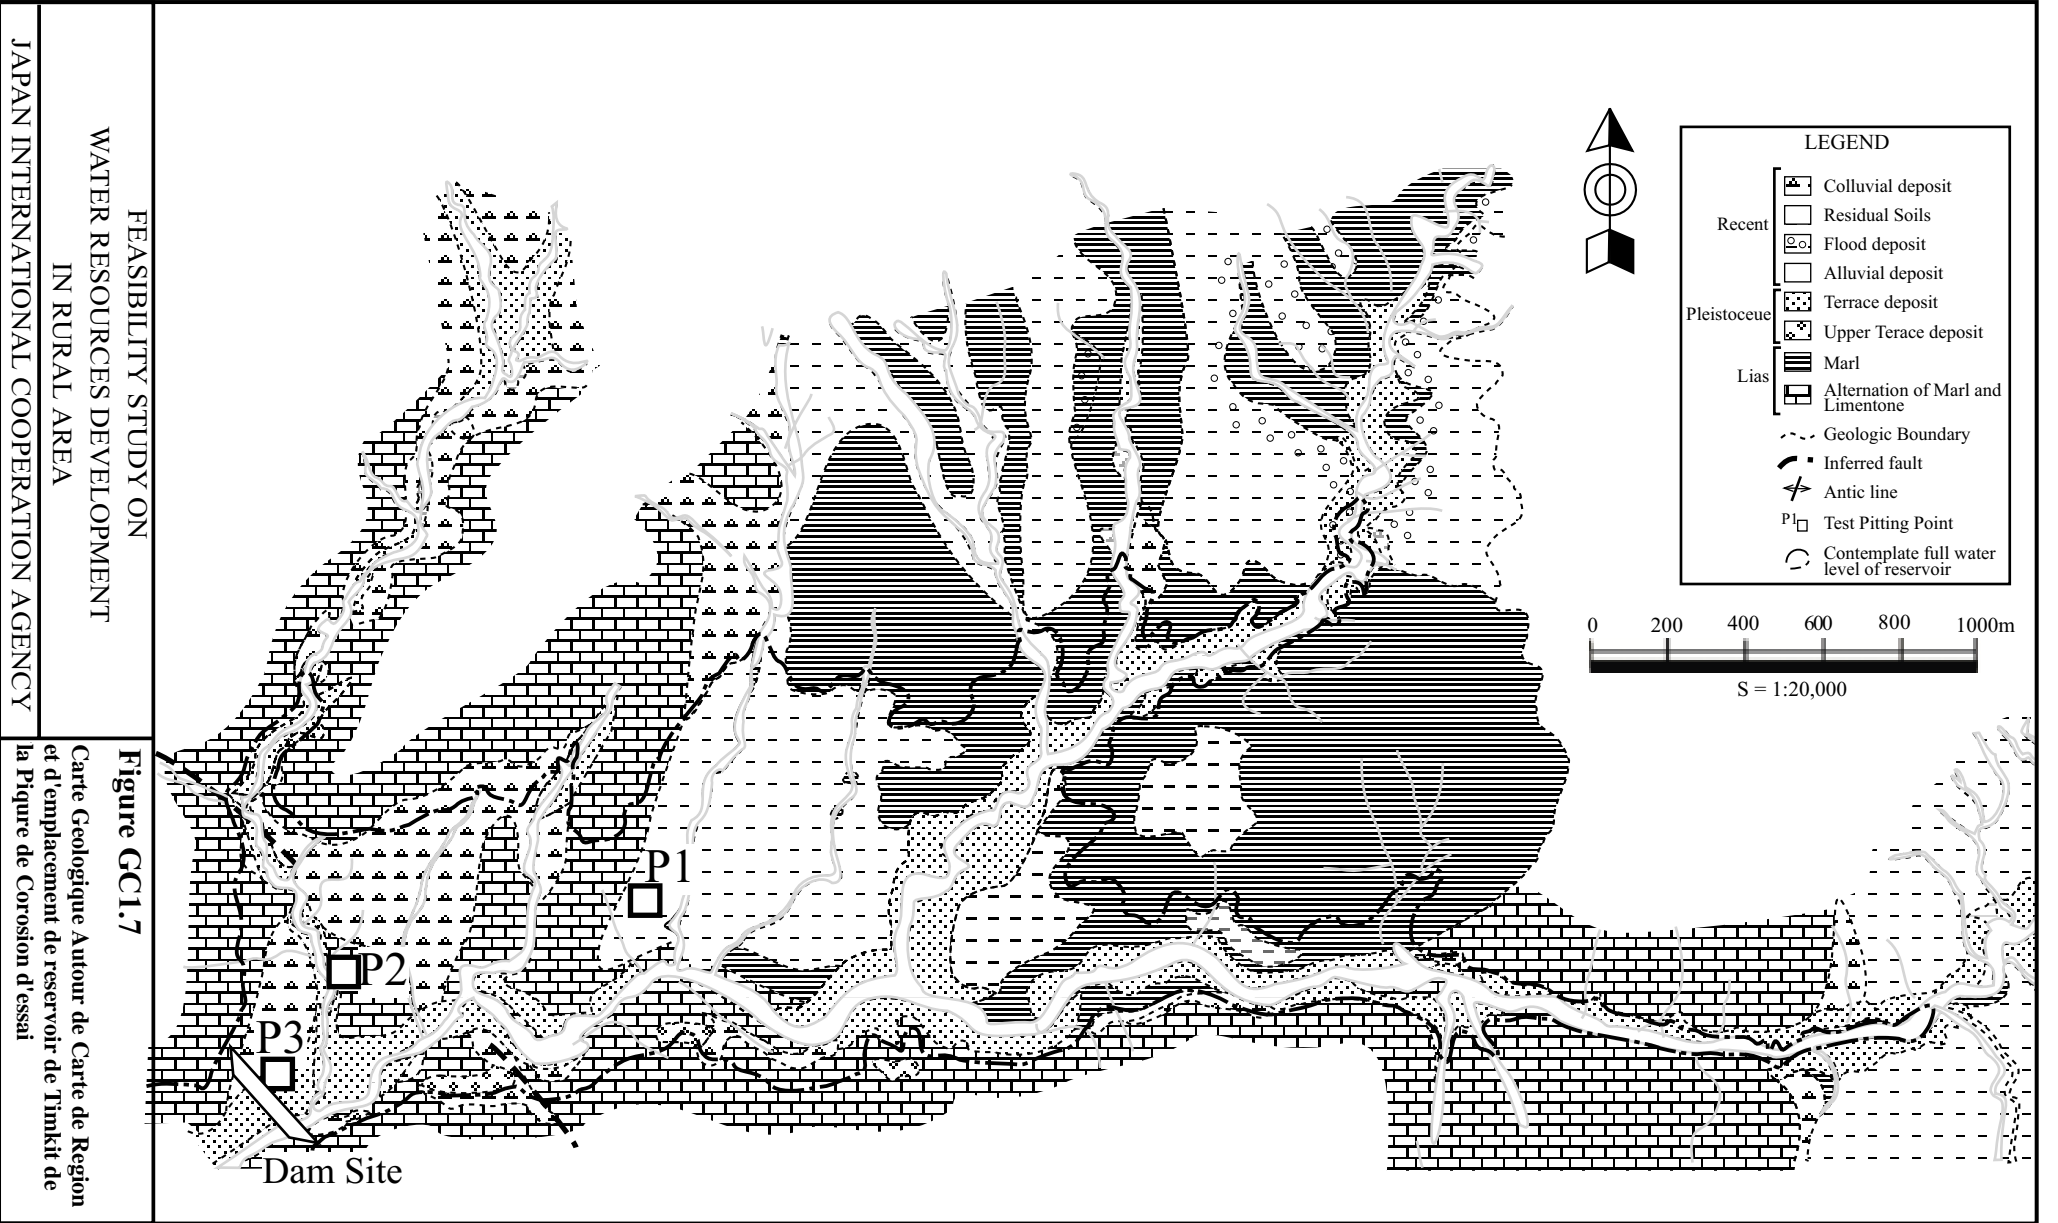 JAPAN INTERNATIONAL COOPERATION AGENCY
FEASIBILITY STUDY ON
WATER RESOURCES DEVELOPMENT
IN RURAL AREA
Figure GC1.7
Carte Geologique Autour de Carte de Region
et d'emplacement de reservoir de Timkit de
la Piqure de Corosion d'essai
LEGEND
Recent
Colluvial deposit
Residual Soils
Flood deposit
Alluvial deposit
Pleistoceue
Terrace deposit
Upper Terace deposit
Lias
Marl
Alternation of Marl and
Limentone
Geologic Boundary
Inferred fault
Antic line
P1 Test Pitting Point
Contemplate full water
level of reservoir
0 200 400 600 800 1000m
S = 1:20,000
P1
P2
P3
Dam Site